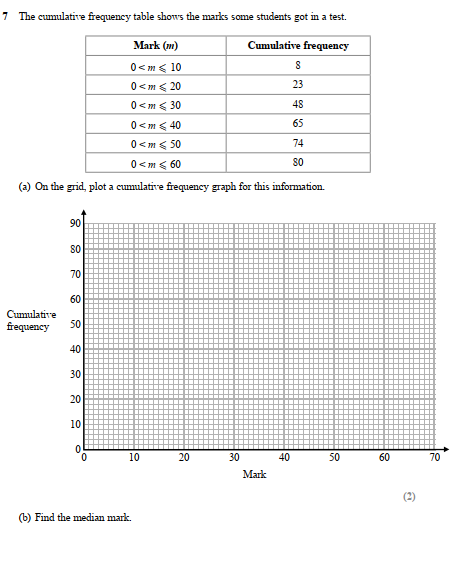 7 The cumulative frequency table shows the marks some students got in a test.
Mark (m) Cumulative frequency
0 < m ⩽ 10 8
0 < m ⩽ 20 23
0 < m ⩽ 30 48
0 < m ⩽ 40 65
0 < m ⩽ 50 74
0 < m ⩽ 60 80
(a) On the grid, plot a cumulative frequency graph for this information.
90
80
70
60
Cumulative
frequency
50
40
30
20
10
0
0 10 20 30 40 50 60 70
Mark
(2)
(b) Find the median mark.